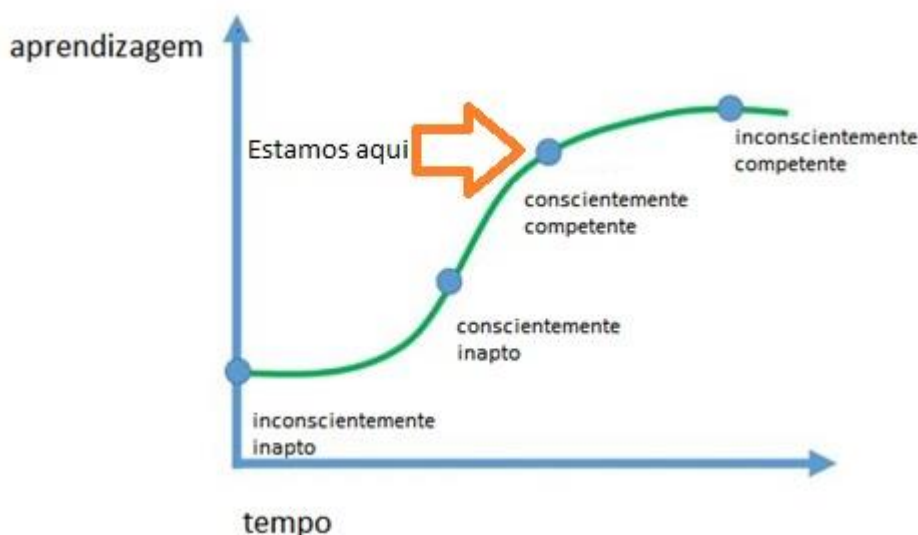 aprendizagem
Estamos aqui
inconscientemente
competente
conscientemente
competente
conscientemente
inapto
inconscientemente
inapto
tempo